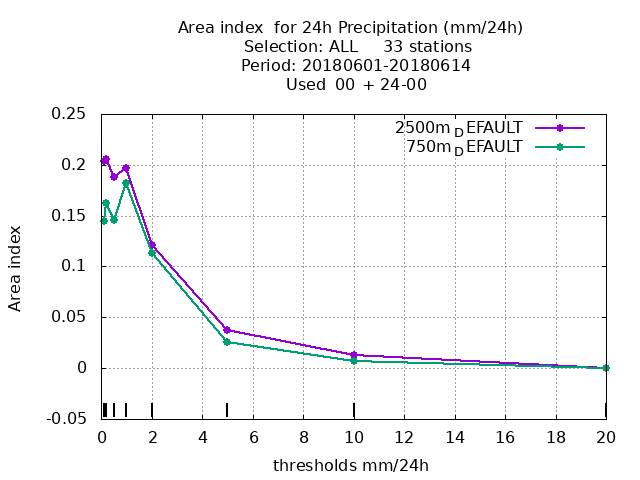 Area index for 24h Precipitation (mm/24h)
Selection: ALL 33 stations
Period: 20180601-20180614
Used 00 + 24-00
2500m_DEFAULT
750m_DEFAULT
0.25
0.2
0.15
0.1
0.05
0
-0.05
Area index
0 2 4 6 8 10 12 14 16 18 20
thresholds mm/24h